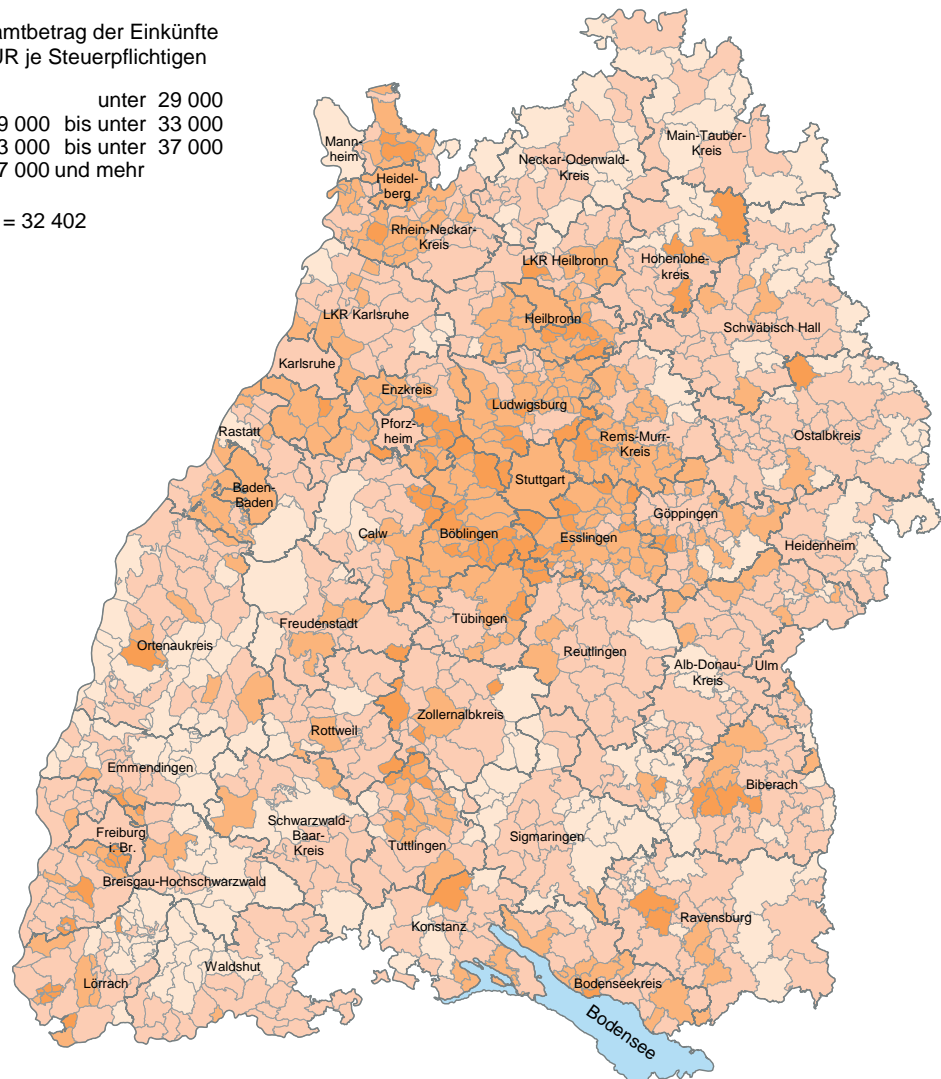 amtbetrag der Einkünfte
UR je Steuerpflichtigen
unter 29 000
9 000 bis unter 33 000
3 000 bis unter 37 000
7 000 und mehr
= 32 402
Main-Tauber-
Kreis
Mann-
heim
Neckar-Odenwald-
Kreis
Heidel-
berg
Rhein-Neckar-
Kreis
LKR Heilbronn
Hohenlohe-
kreis
LKR Karlsruhe
Heilbronn
Schwäbisch Hall
Karlsruhe
Enzkreis
Ludwigsburg
Rastatt
Pforz-
heim
Rems-Murr-
Kreis
Ostalbkreis
Stuttgart
Baden-
Baden
Göppingen
Calw
Böblingen
Esslingen
Heidenheim
Freudenstadt
Tübingen
Ortenaukreis
Reutlingen
Alb-Donau-
Kreis
Ulm
Zollernalbkreis
Rottweil
Emmendingen
Biberach
Schwarzwald-
Baar-
Kreis
Freiburg
i. Br.
Tuttlingen
Sigmaringen
Breisgau-Hochschwarzwald
Ravensburg
Konstanz
Waldshut
Lörrach
Bodenseekreis
Bodensee